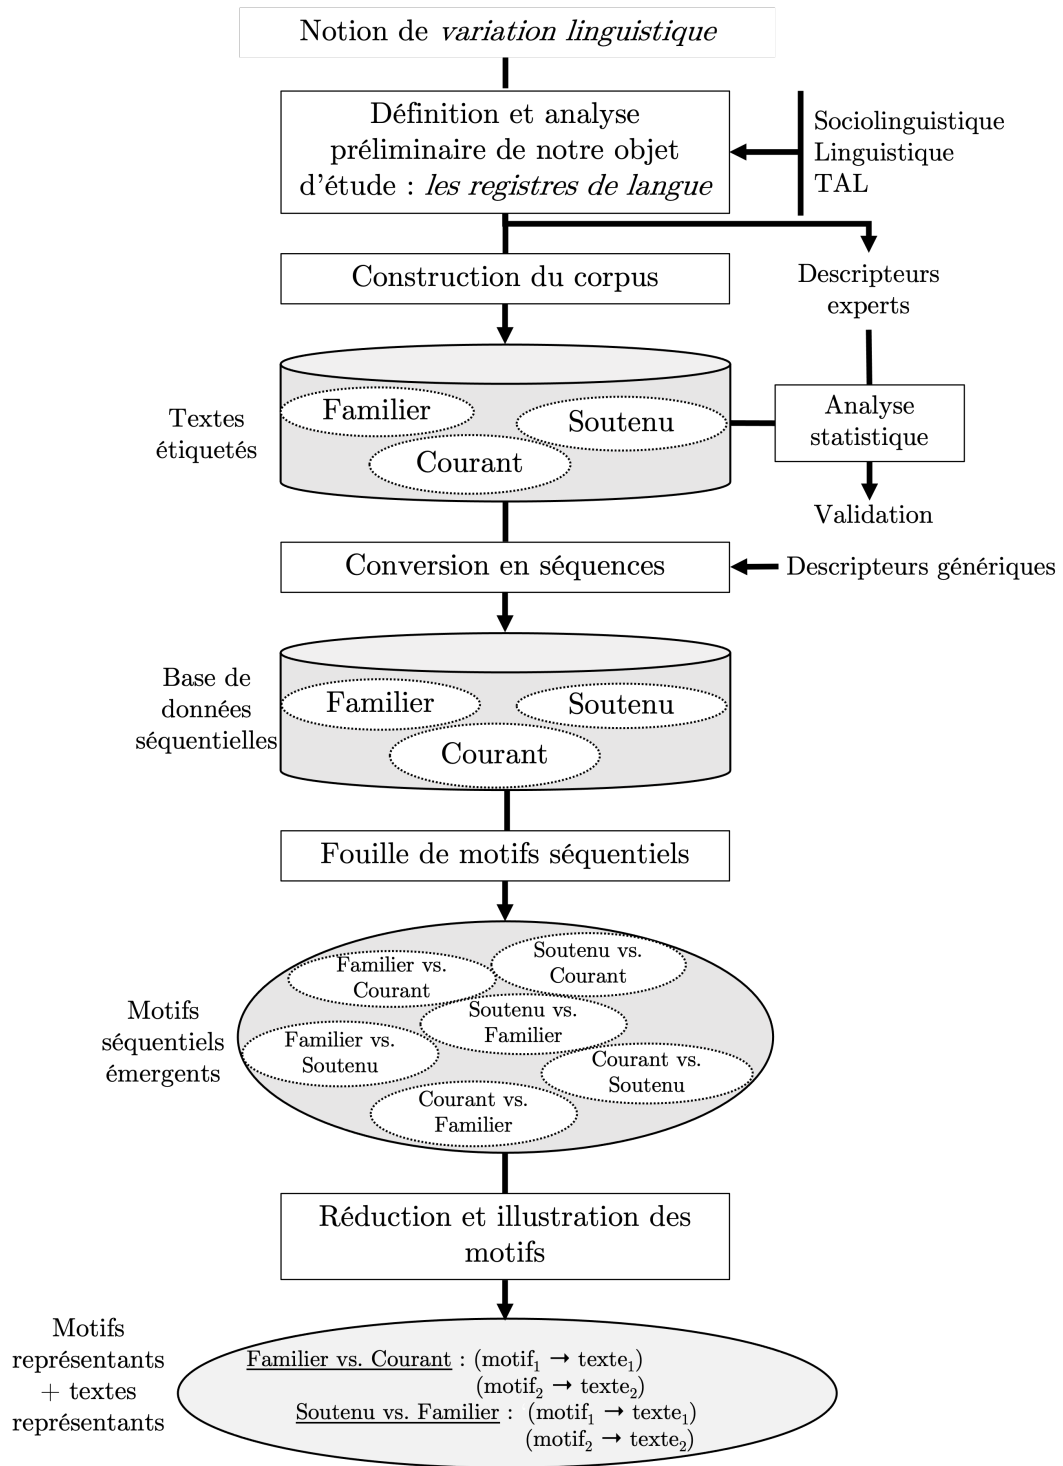 Notion de variation linguistique
Définition et analyse
préliminaire de notre objet
d'étude : les registres de langue
Sociolinguistique
Linguistique
TAL
Construction du corpus
Descripteurs
experts
Textes
étiquetés
Familier
Soutenu
Courant
Analyse
statistique
Validation
Conversion en séquences
Descripteurs génériques
Base de
données
séquentielles
Familier
Soutenu
Courant
Fouille de motifs séquentiels
Motifs
séquentiels
émergents
Familier vs.
Courant
Soutenu vs.
Courant
Soutenu vs.
Familier
Familier vs.
Soutenu
Courant vs.
Soutenu
Courant vs.
Familier
Réduction et illustration des
motifs
Motifs
représentants
+ textes
représentants
Familier vs. Courant : (motif₁ → texte₁)
(motif₂ → texte₂)
Soutenu vs. Familier : (motif₁ → texte₁)
(motif₂ → texte₂)